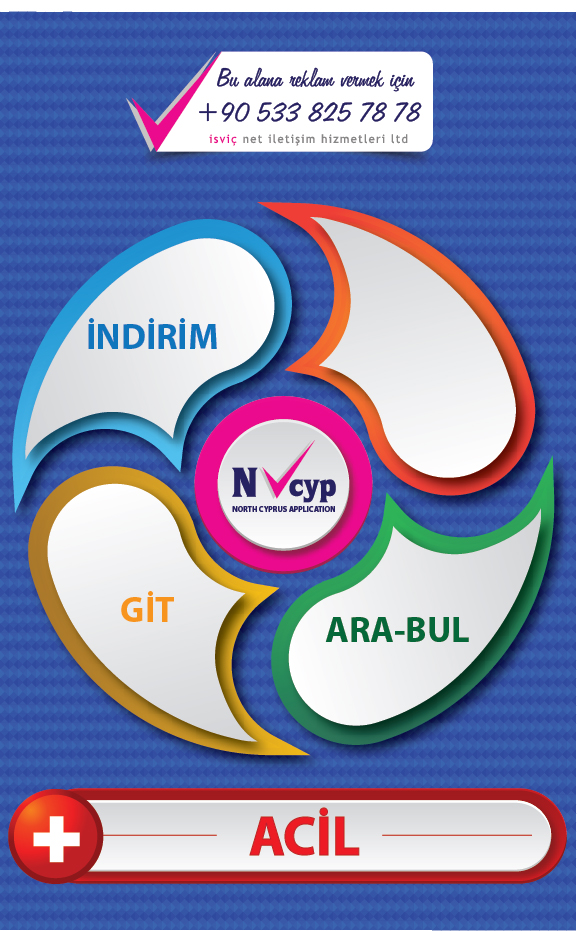 Bu alana reklam vermek için
+90 533 825 78 78
isviç net iletişim hizmetleri ltd
İNDİRİM
N cyp
NORTH CYPRUS APPLICATION
GİT
ARA-BUL
ACİL